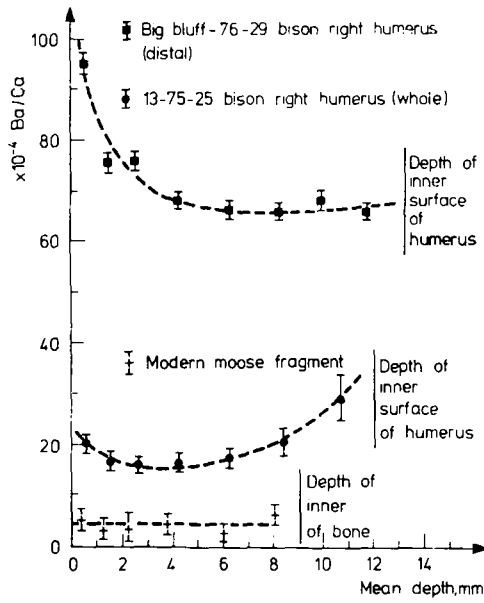 100
80
60
40
20
0
x10⁻⁴ Ba/Ca
Big bluff-76-29 bison right humerus
(distal)
13-75-25 bison right humerus (whole)
Depth of
inner
surface
of
humerus
Modern moose fragment
Depth of
inner
surface
of humerus
Depth of
inner
of bone
0 2 4 6 8 10 12 14
Mean depth,mm